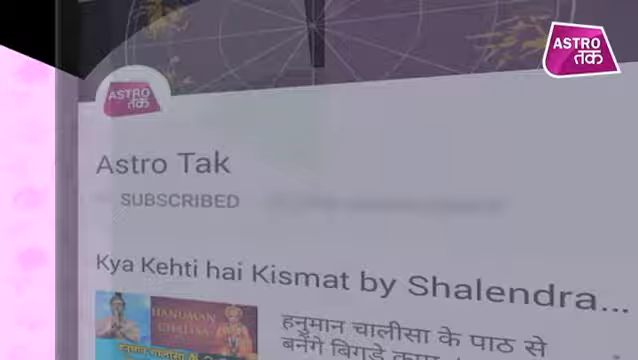 ASTRO
तक
ASTRO
तक
Astro Tak
SUBSCRIBED
Kya Kehti hai Kismat by Shalendra...
HANUMAN
CHALISA
हनुमान चालीसा के पाठ से
बनेंगे बिगड़े काम